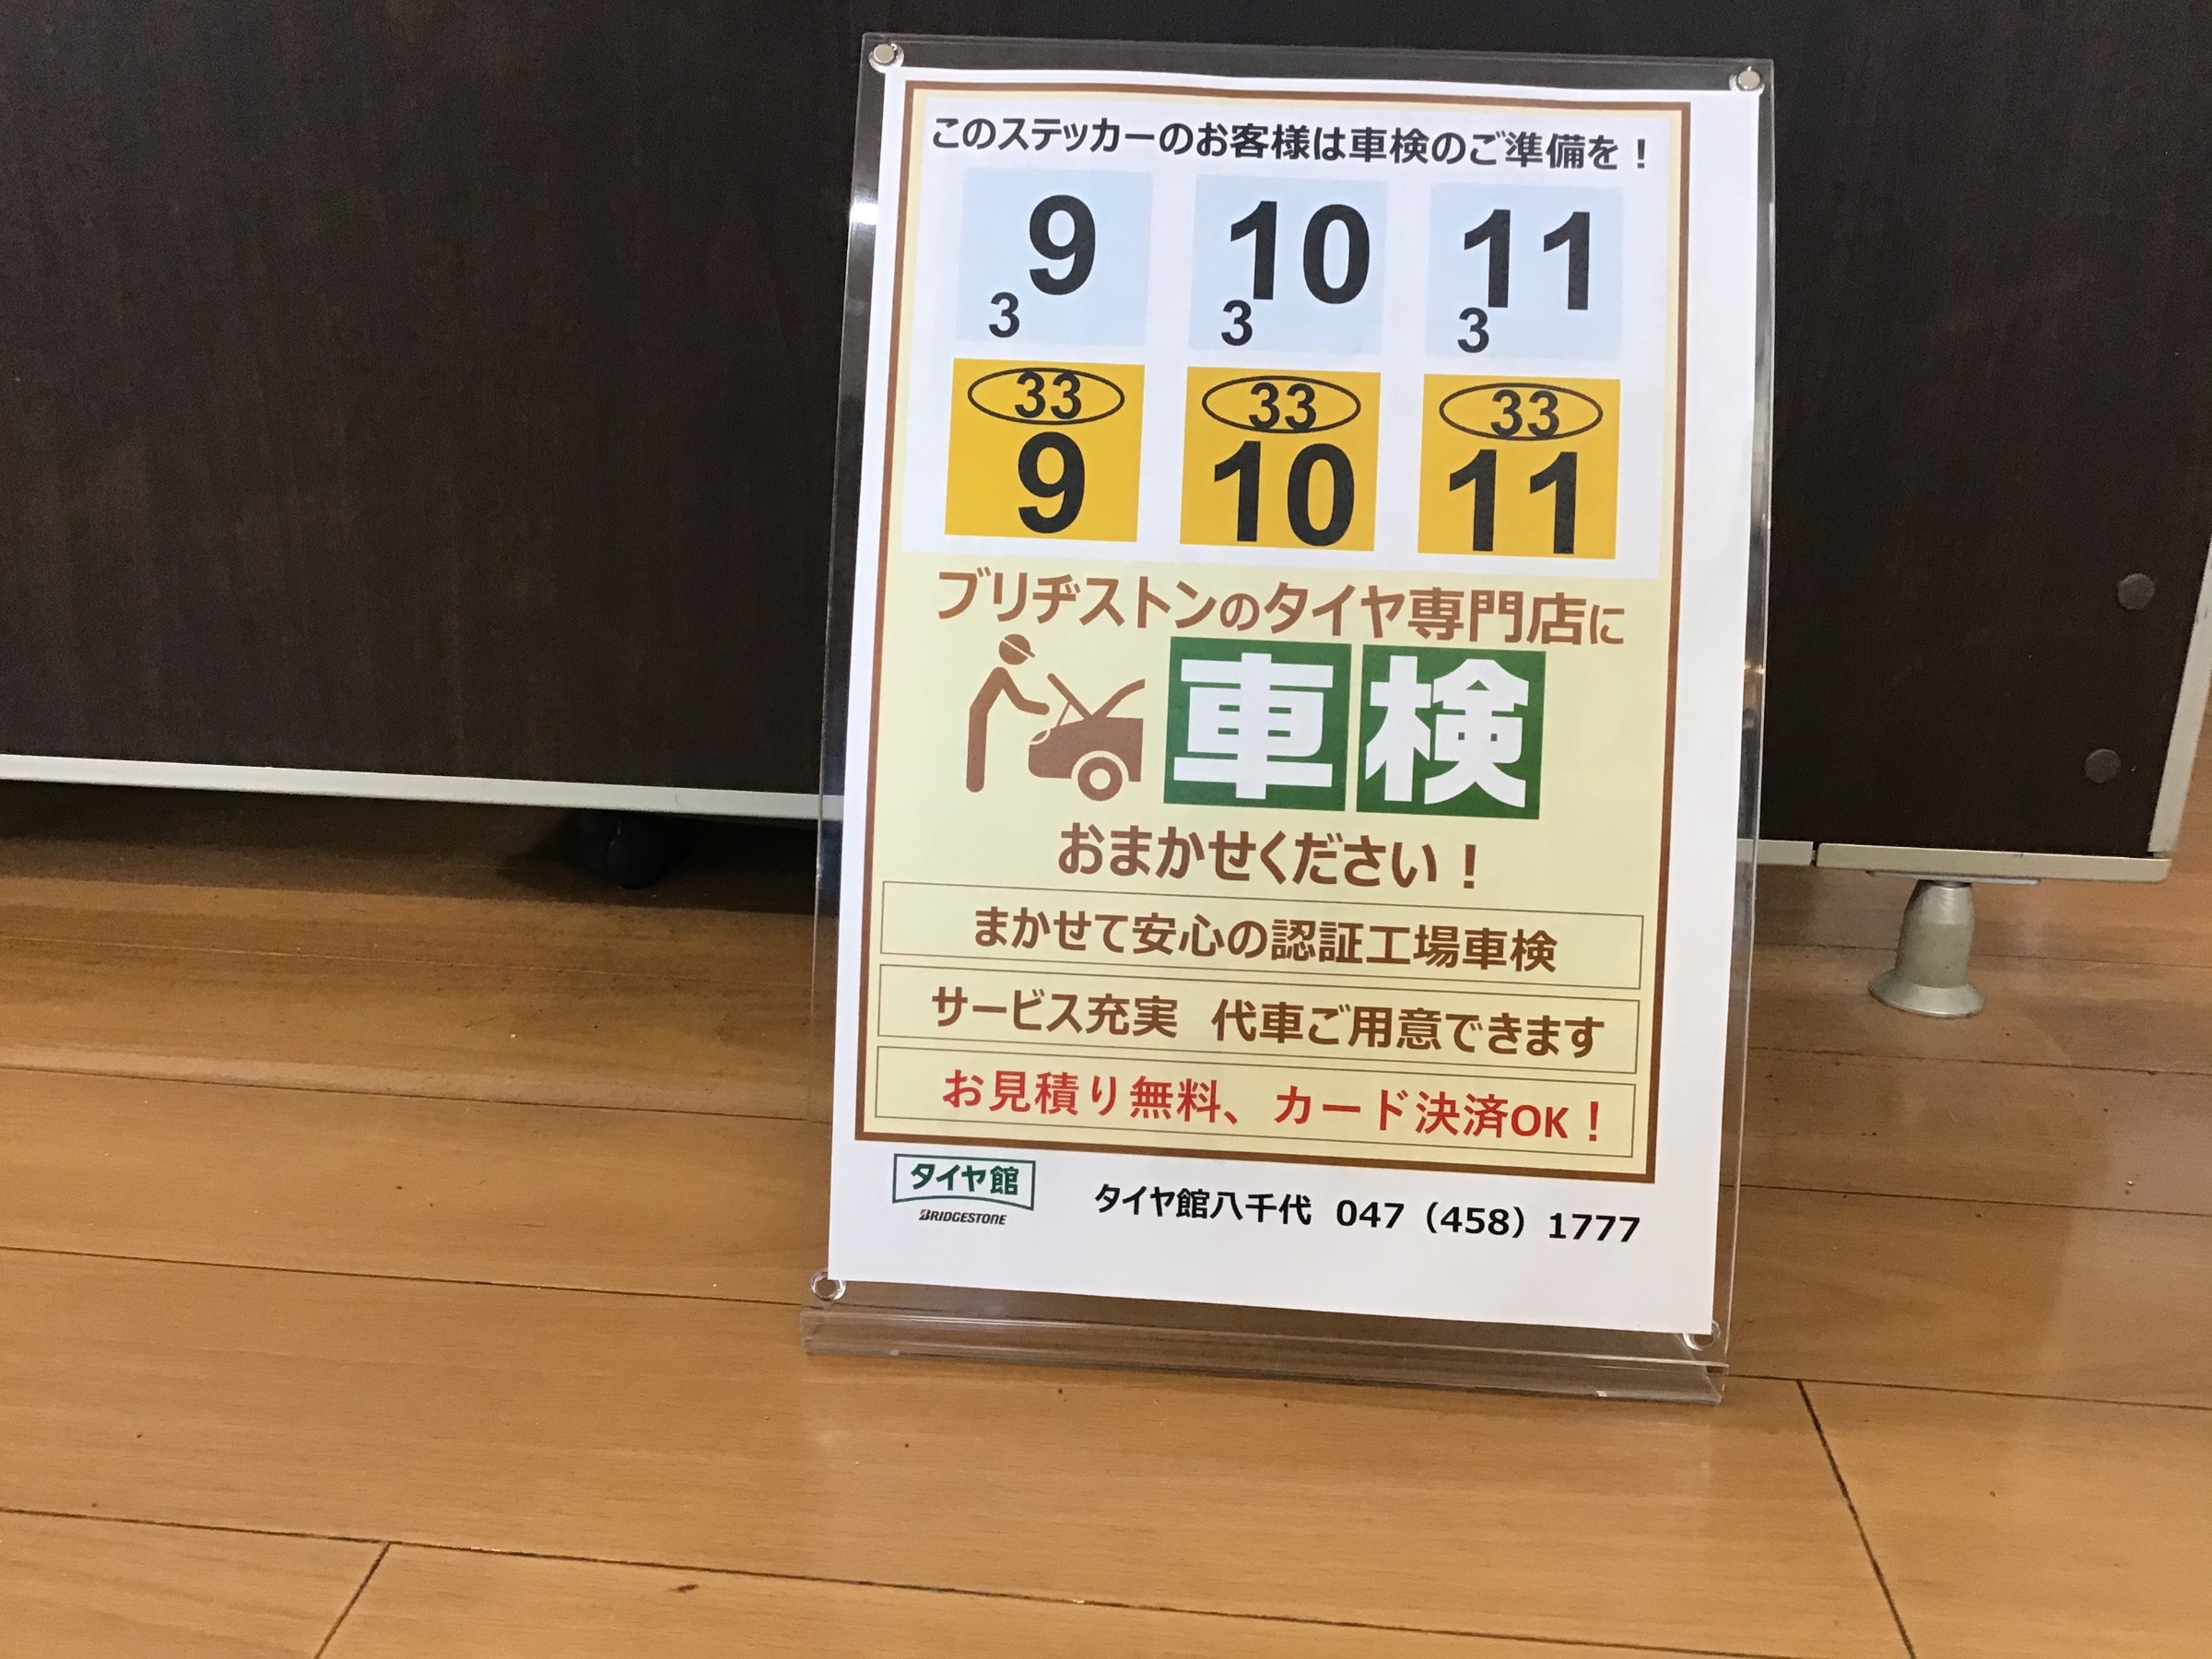 このステッカーのお客様は車検のご準備を！
9 10 11
3 3 3
33 33 33
9 10 11
ブリヂストンのタイヤ専門店に
車検
おまかせください！
まかせて安心の認証工場車検
サービス充実 代車ご用意できます
お見積り無料、カード決済OK！
タイヤ館
BRIDGESTONE
タイヤ館八千代 047（458）1777